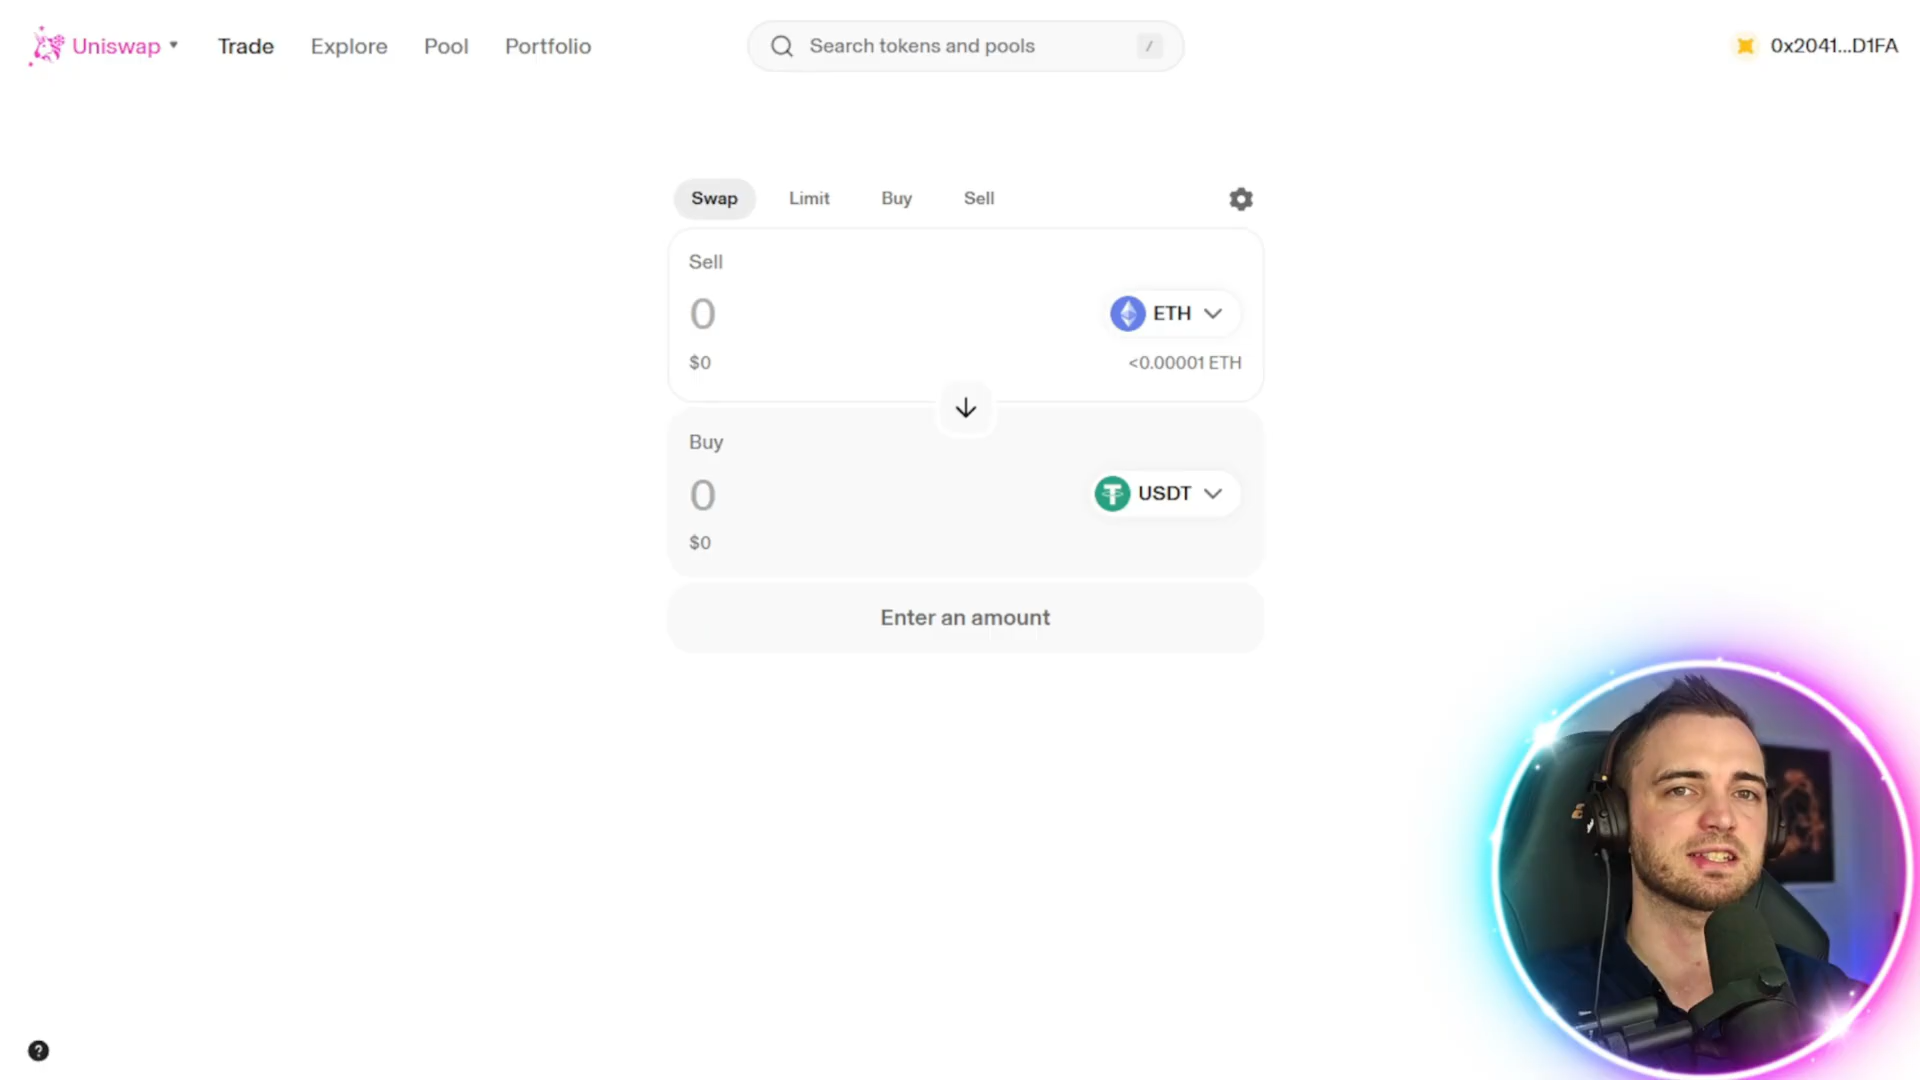 Uniswap
Trade
Explore
Pool
Portfolio
Search tokens and pools
/
0x2041...D1FA
Swap
Limit
Buy
Sell
Sell
0
ETH
$0
<0.00001 ETH
Buy
0
USDT
$0
Enter an amount
?